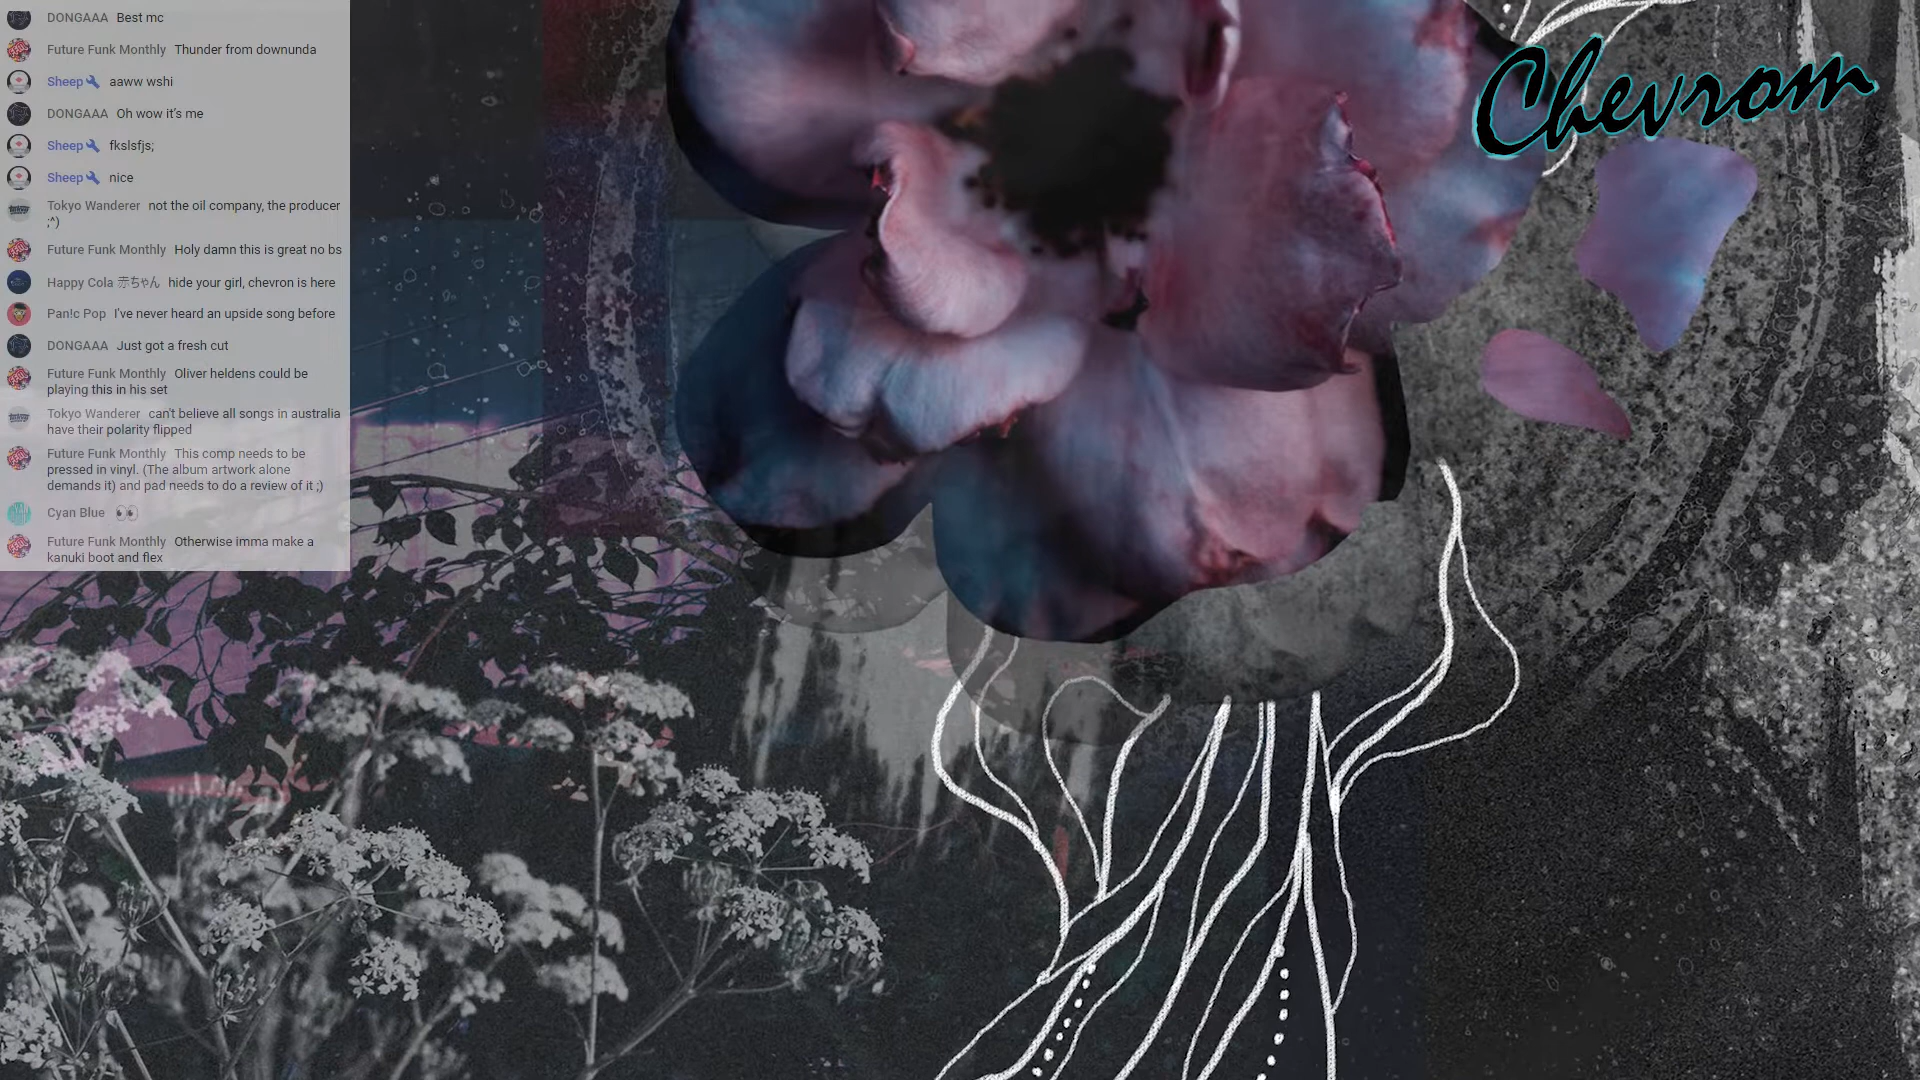 DONGAAA Best mc
Future Funk Monthly Thunder from downunda
Sheep aaww wshi
DONGAAA Oh wow it's me
Sheep fkslsfjs;
Sheep nice
Tokyo Wanderer not the oil company, the producer
;^)
Future Funk Monthly Holy damn this is great no bs
Happy Cola 赤ちゃん hide your girl, chevron is here
Pan!c Pop I've never heard an upside song before
DONGAAA Just got a fresh cut
Future Funk Monthly Oliver heldens could be
playing this in his set
Tokyo Wanderer can't believe all songs in australia
have their polarity flipped
Future Funk Monthly This comp needs to be
pressed in vinyl. (The album artwork alone
demands it) and pad needs to do a review of it ;)
Cyan Blue 👀
Future Funk Monthly Otherwise imma make a
kanuki boot and flex
Chevrom